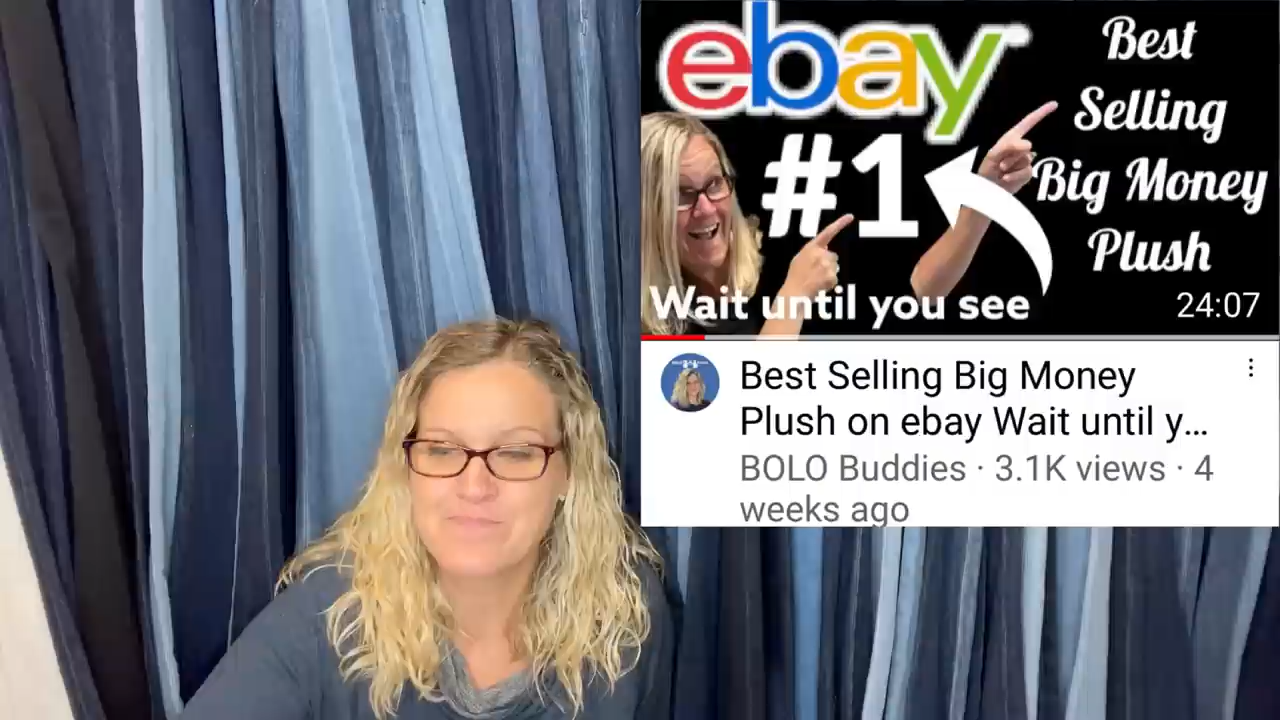 ebay
Best
Selling
Big Money
Plush
#1
Wait until you see
24:07
Best Selling Big Money
Plush on ebay Wait until y...
BOLO Buddies · 3.1K views · 4
weeks ago